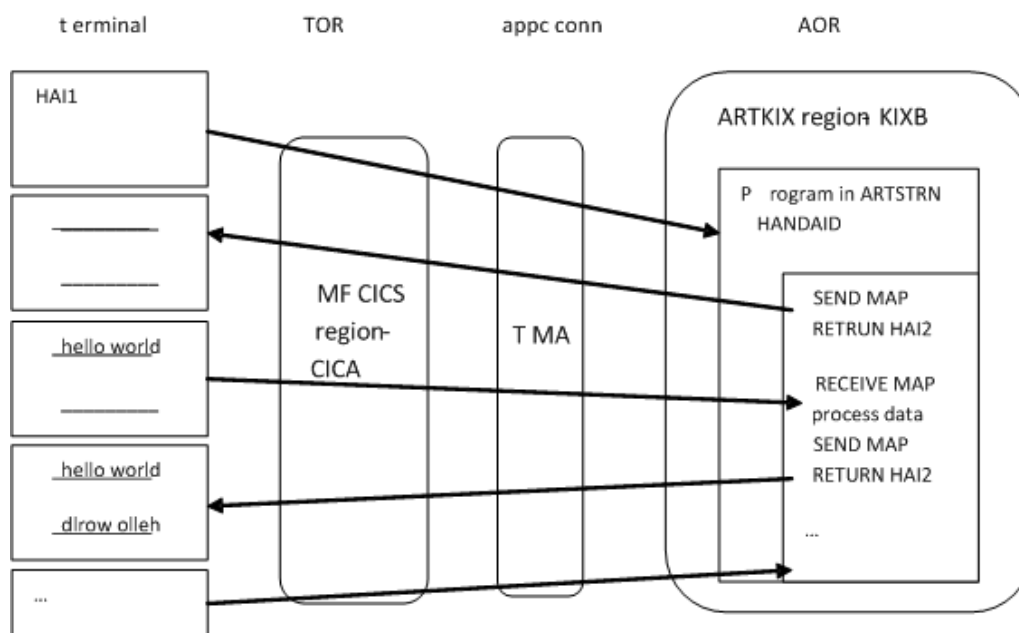 t erminal TOR appc conn AOR
HAI1
hello world
hello world
dlrow olleh
...
MF CICS
region-
CICA
T MA
ARTKIX region- KIXB
P rogram in ARTSTRN
HANDAID
SEND MAP
RETRUN HAI2
RECEIVE MAP
process data
SEND MAP
RETURN HAI2
...